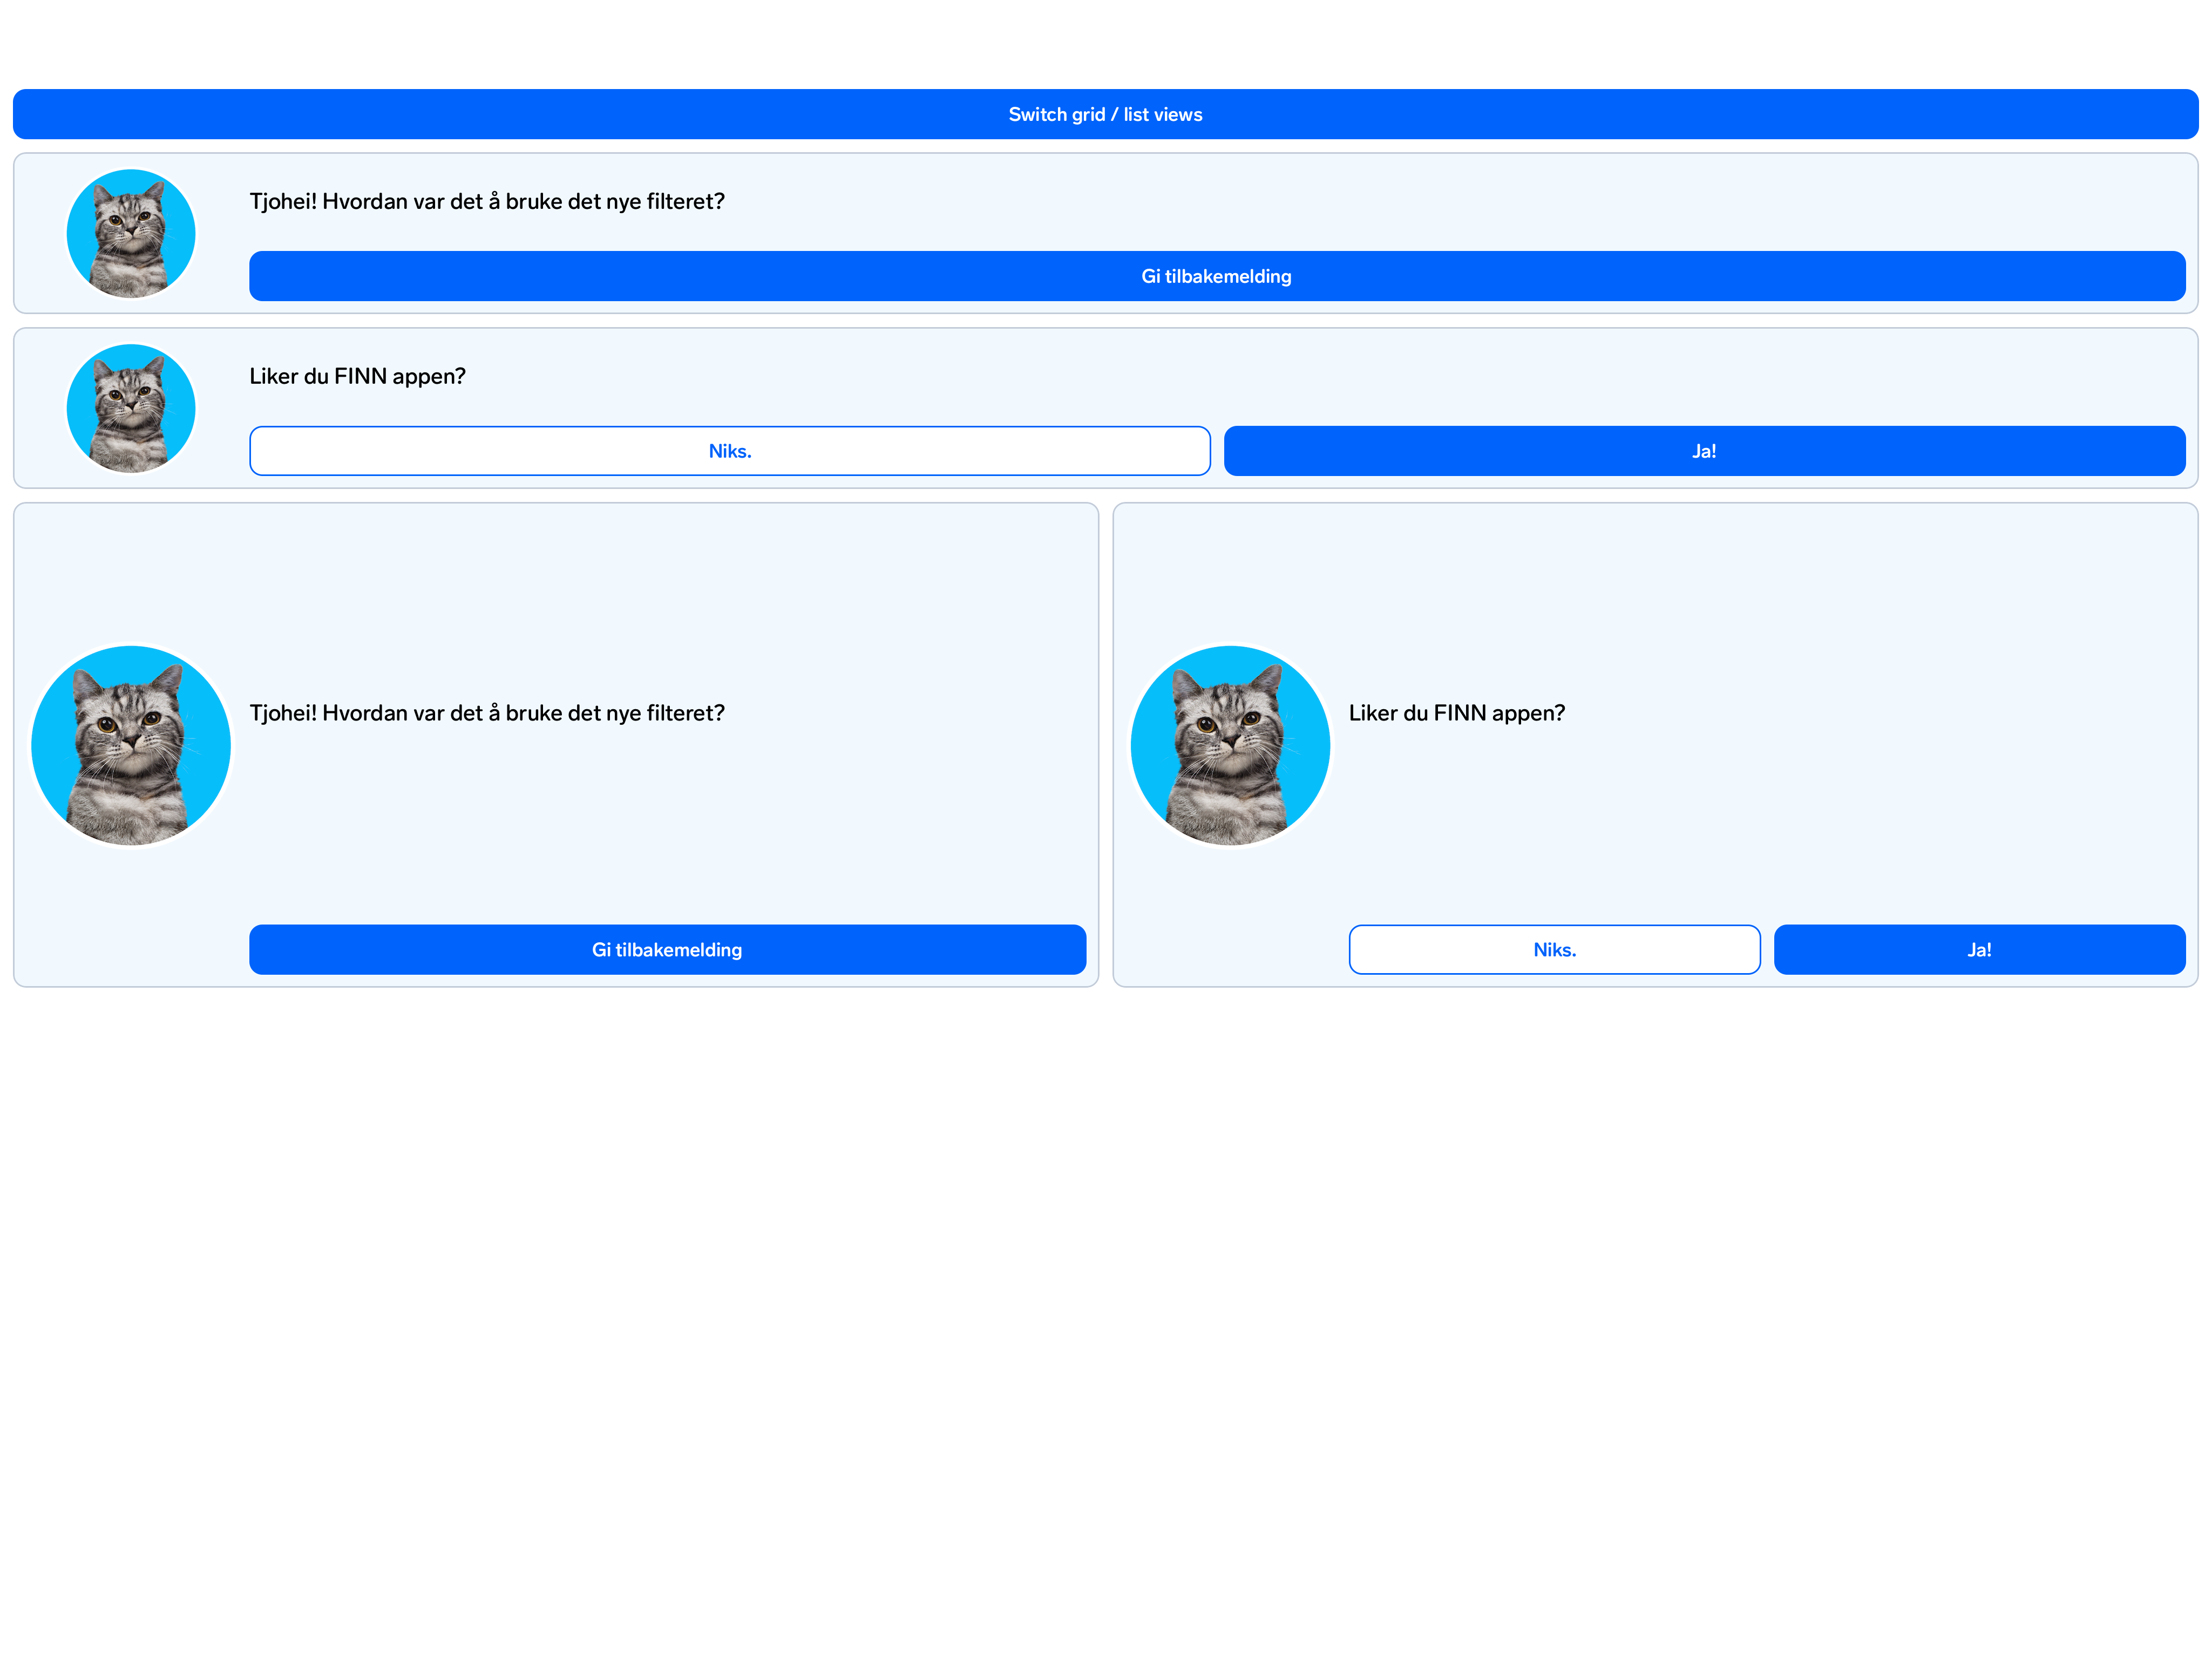 Switch grid / list views
Tjohei! Hvordan var det å bruke det nye filteret?
Gi tilbakemelding
Liker du FINN appen?
Niks.
Ja!
Tjohei! Hvordan var det å bruke det nye filteret?
Gi tilbakemelding
Liker du FINN appen?
Niks.
Ja!